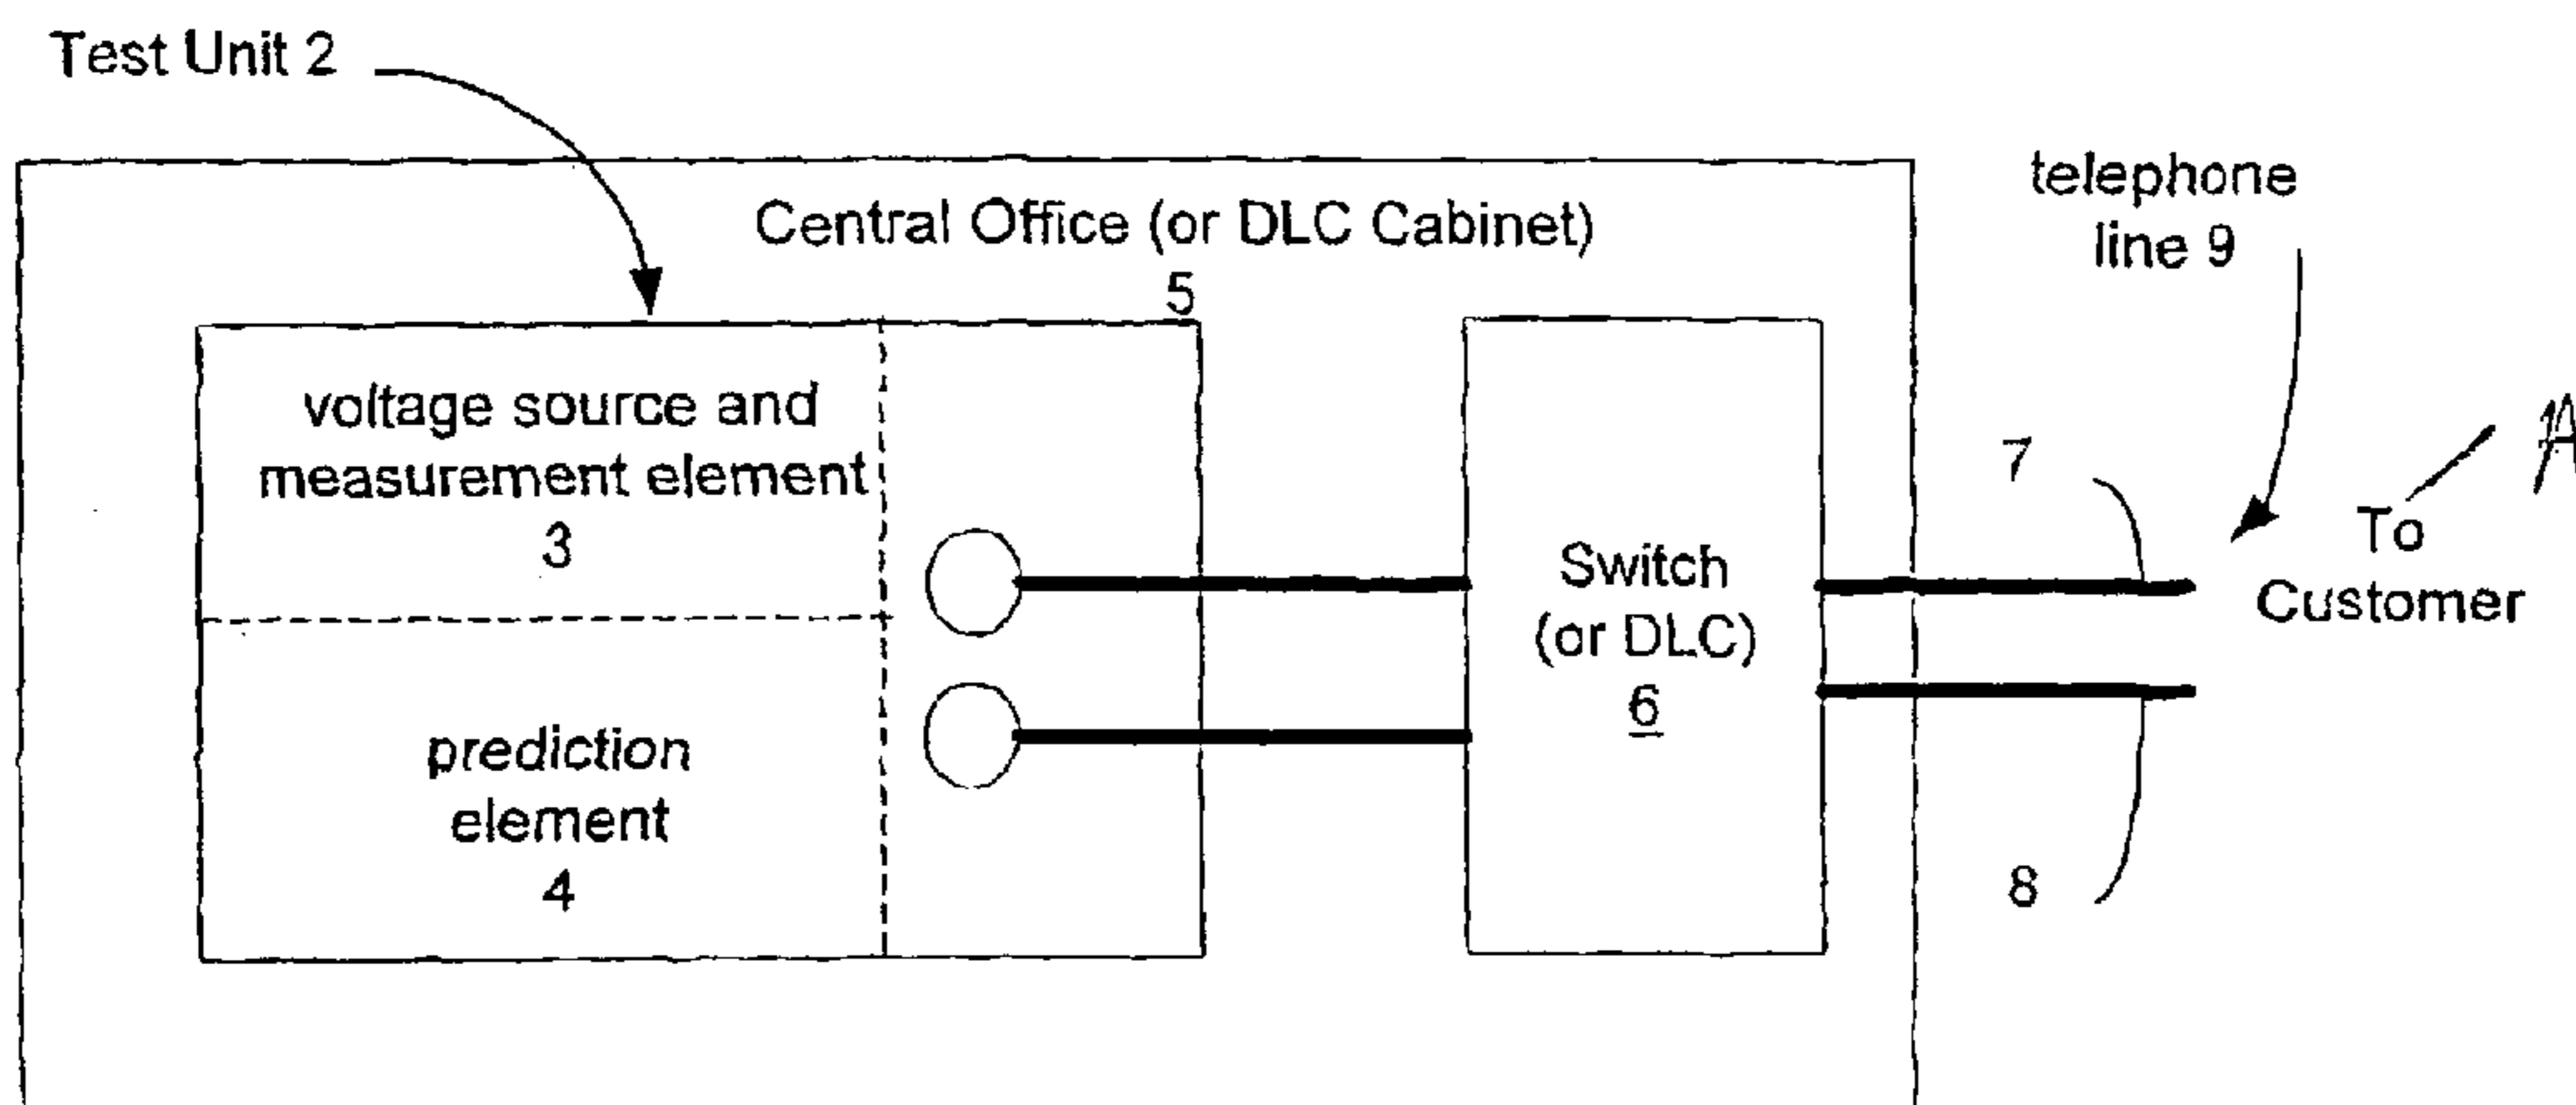 Test Unit 2
Central Office (or DLC Cabinet)
5
telephone
line 9
voltage source and
measurement element
3
prediction
element
4
Switch
(or DLC)
6
7
8
To
Customer
A